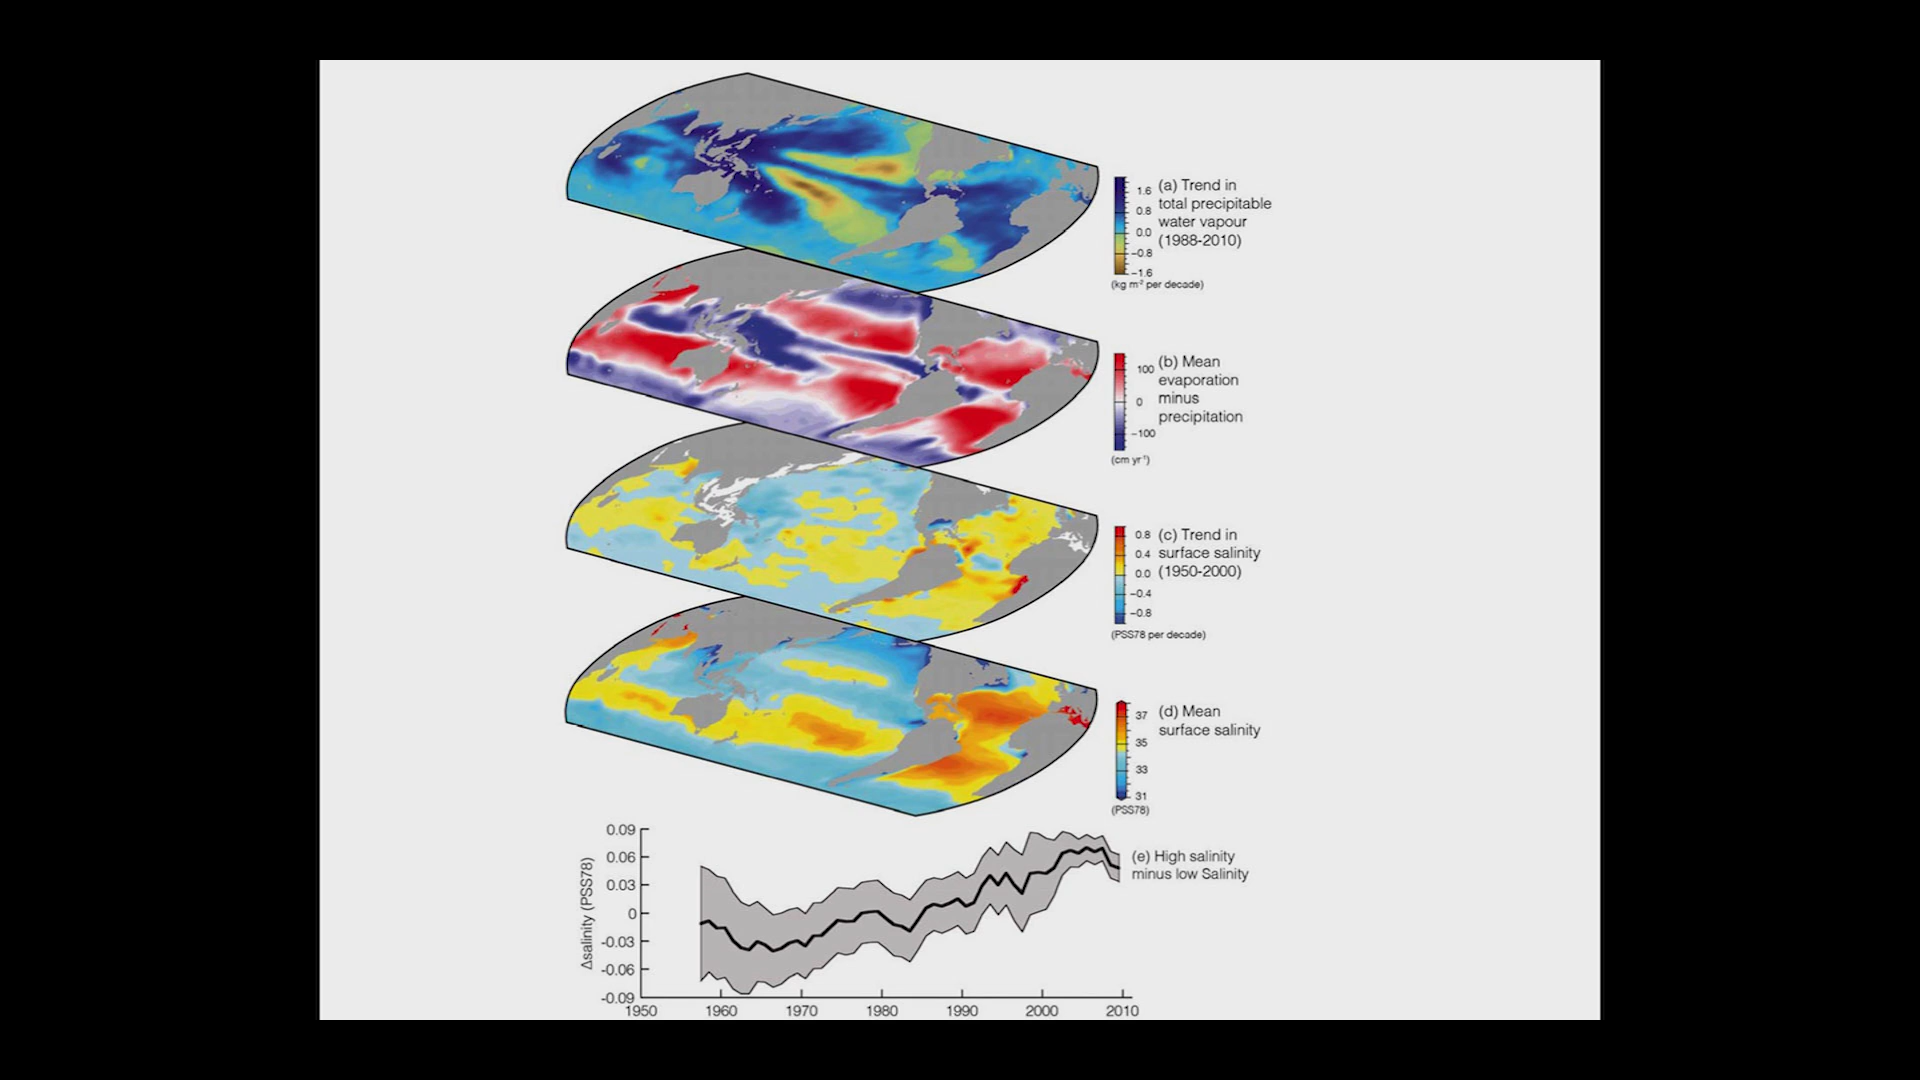 1.6
0.8
0.0
−0.8
−1.6
(kg m⁻² per decade)
(a) Trend in
total precipitable
water vapour
(1988-2010)
100
0
−100
(cm yr⁻¹)
(b) Mean
evaporation
minus
precipitation
0.8
0.4
0.0
−0.4
−0.8
(PSS78 per decade)
(c) Trend in
surface salinity
(1950-2000)
37
35
33
31
(PSS78)
(d) Mean
surface salinity
0.09
0.06
0.03
0
-0.03
-0.06
-0.09
Δsalinity (PSS78)
1950 1960 1970 1980 1990 2000 2010
(e) High salinity
minus low Salinity